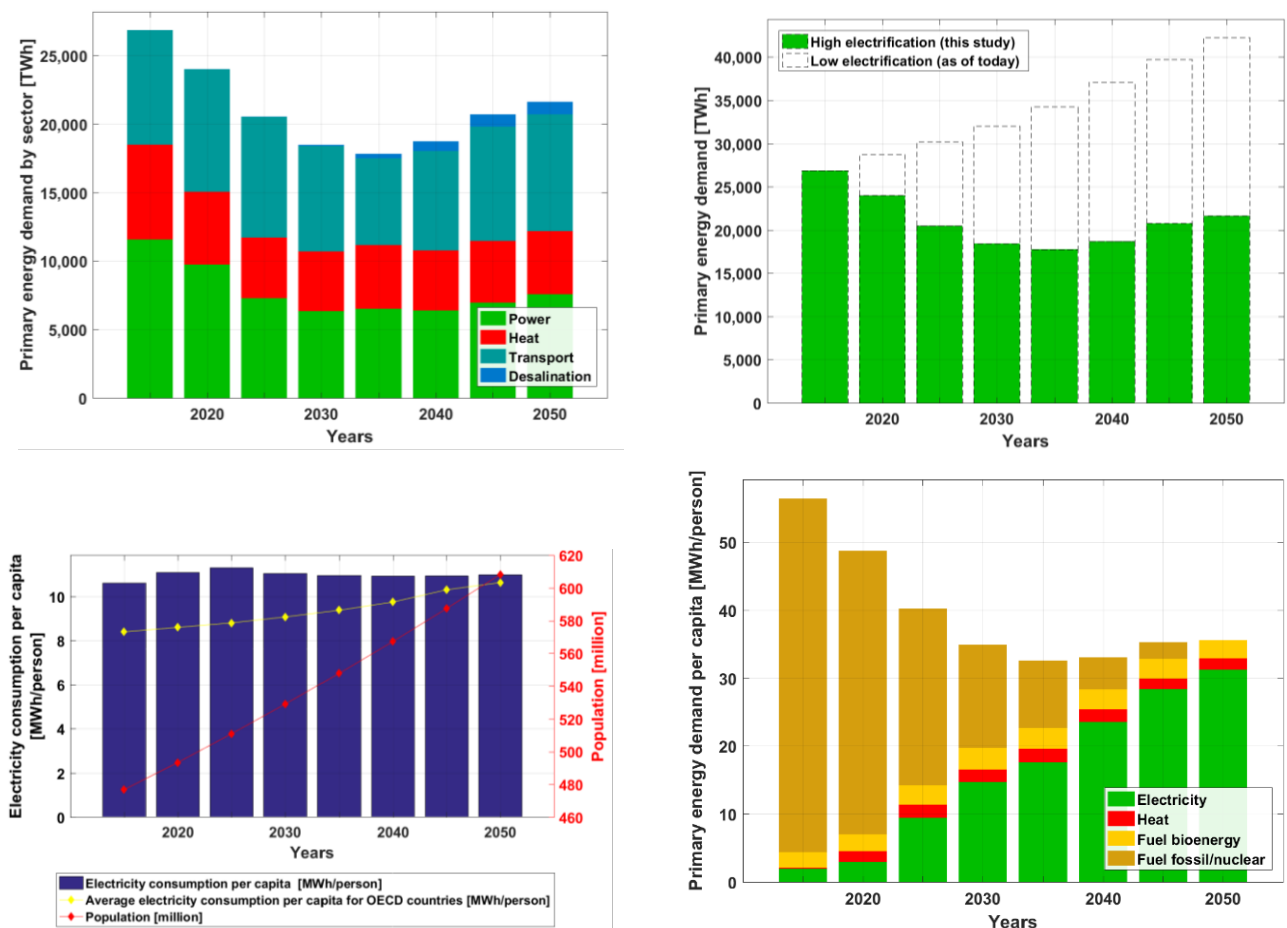 Primary energy demand by sector [TWh]
25,000
20,000
15,000
10,000
5,000
0
Power
Heat
Transport
Desalination
2020 2030 2040 2050
Years
Primary energy demand [TWh]
40,000
35,000
30,000
25,000
20,000
15,000
10,000
5,000
0
High electrification (this study)
Low electrification (as of today)
2020 2030 2040 2050
Years
Electricity consumption per capita
[MWh/person]
10
8
6
4
2
0
620
600
580
560
540
520
500
480
460
Population [million]
2020 2030 2040 2050
Years
Electricity consumption per capita [MWh/person]
Average electricity consumption per capita for OECD countries [MWh/person]
Population [million]
Primary energy demand per capita [MWh/person]
50
40
30
20
10
0
Electricity
Heat
Fuel bioenergy
Fuel fossil/nuclear
2020 2030 2040 2050
Years